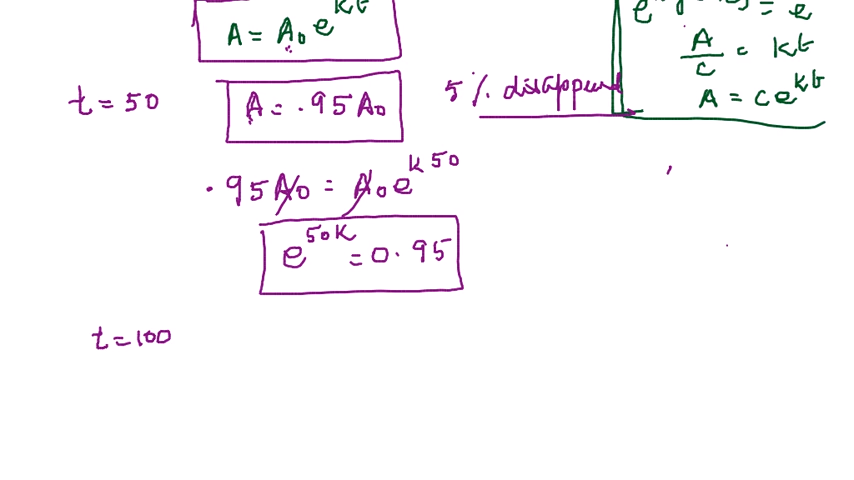 A = A₀e^kt
A/c = kt
A = ce^kt
t = 50
A = .95A₀
5% disappeared
.95A₀ = A₀e^k50
e^50k = 0.95
t = 100